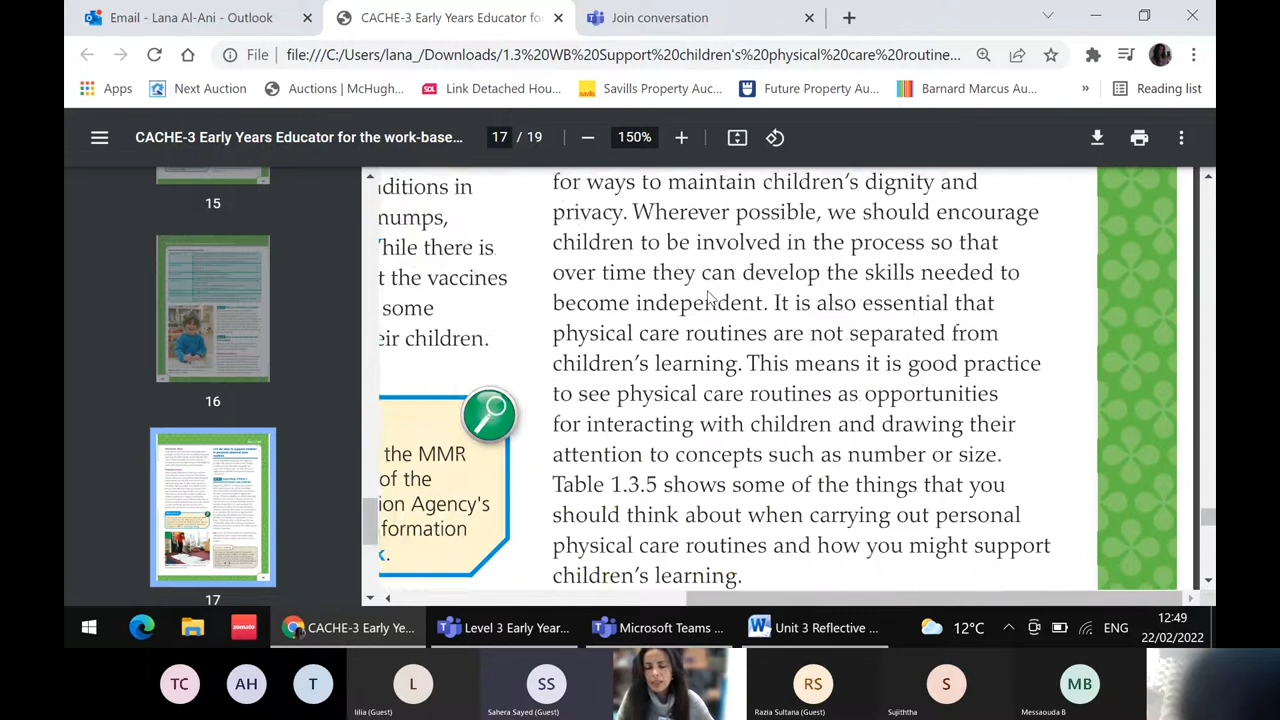 Email - Lana Al-Ani - Outlook
CACHE-3 Early Years Educator for
Join conversation
File
file:///C:/Users/lana_/Downloads/1.3%20WB%20Support%20children's%20physical%20care%20routine...
Apps
Next Auction
Auctions | McHugh...
SDL
Link Detached Hou...
savills
Savills Property Auc...
Future Property Au...
Barnard Marcus Au...
»
Reading list
CACHE-3 Early Years Educator for the work-base...
17 / 19
150%
15
16
17
nditions in
mumps,
While there is
t the vaccines
some
eir children.
the MMR
of the
ion Agency's
formation
k.
for ways to maintain children's dignity and
privacy. Wherever possible, we should encourage
children to be involved in the process so that
over time they can develop the skills needed to
become independent. It is also essential that
physical care routines are not separated from
children's learning. This means it is good practice
to see physical care routines as opportunities
for interacting with children and drawing their
attention to concepts such as number or size.
Table 1.3.5 shows some of the things that you
should think about when carrying out personal
physical care routines and how you might support
children's learning.
zomato
CACHE-3 Early Ye...
Level 3 Early Year...
Microsoft Teams ...
Unit 3 Reflective ...
12°C
ENG
12:49
22/02/2022
TC
AH
T
L
lilia (Guest)
SS
Sahera Sayed (Guest)
RS
Razia Sultana (Guest)
S
Sujiththa
MB
Messaouda B